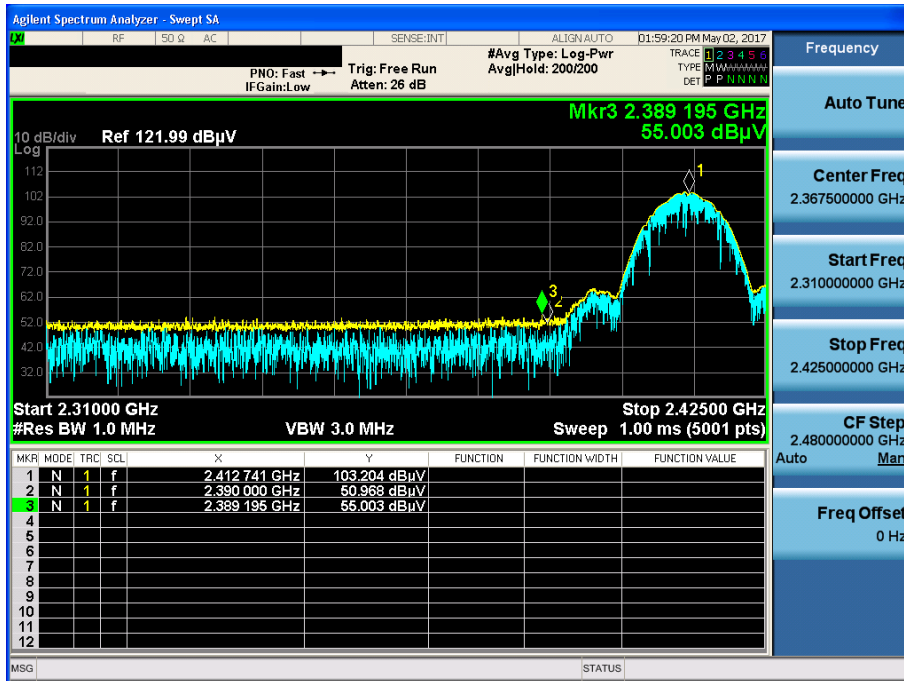 Agilent Spectrum Analyzer - Swept SA
LXI RF 50 Ω AC SENSE:INT ALIGN AUTO 01:59:20 PM May 02, 2017
PNO: Fast Trig: Free Run #Avg Type: Log-Pwr TRACE 1 2 3 4 5 6
IFGain:Low Atten: 26 dB Avg|Hold: 200/200 TYPE MWWWWW
DET P P N N N N
Mkr3 2.389 195 GHz
55.003 dBµV
10 dB/div Ref 121.99 dBµV
Log
112
102
92.0
82.0
72.0
62.0
52.0
42.0
32.0
1
3
2
Start 2.31000 GHz Stop 2.42500 GHz
#Res BW 1.0 MHz VBW 3.0 MHz Sweep 1.00 ms (5001 pts)
MKR MODE TRC SCL X Y FUNCTION FUNCTION WIDTH FUNCTION VALUE
1 N 1 f 2.412 741 GHz 103.204 dBµV
2 N 1 f 2.390 000 GHz 50.968 dBµV
3 N 1 f 2.389 195 GHz 55.003 dBµV
4
5
6
7
8
9
10
11
12
MSG STATUS
Frequency
Auto Tune
Center Freq
2.367500000 GHz
Start Freq
2.310000000 GHz
Stop Freq
2.425000000 GHz
CF Step
2.480000000 GHz
Auto Man
Freq Offset
0 Hz